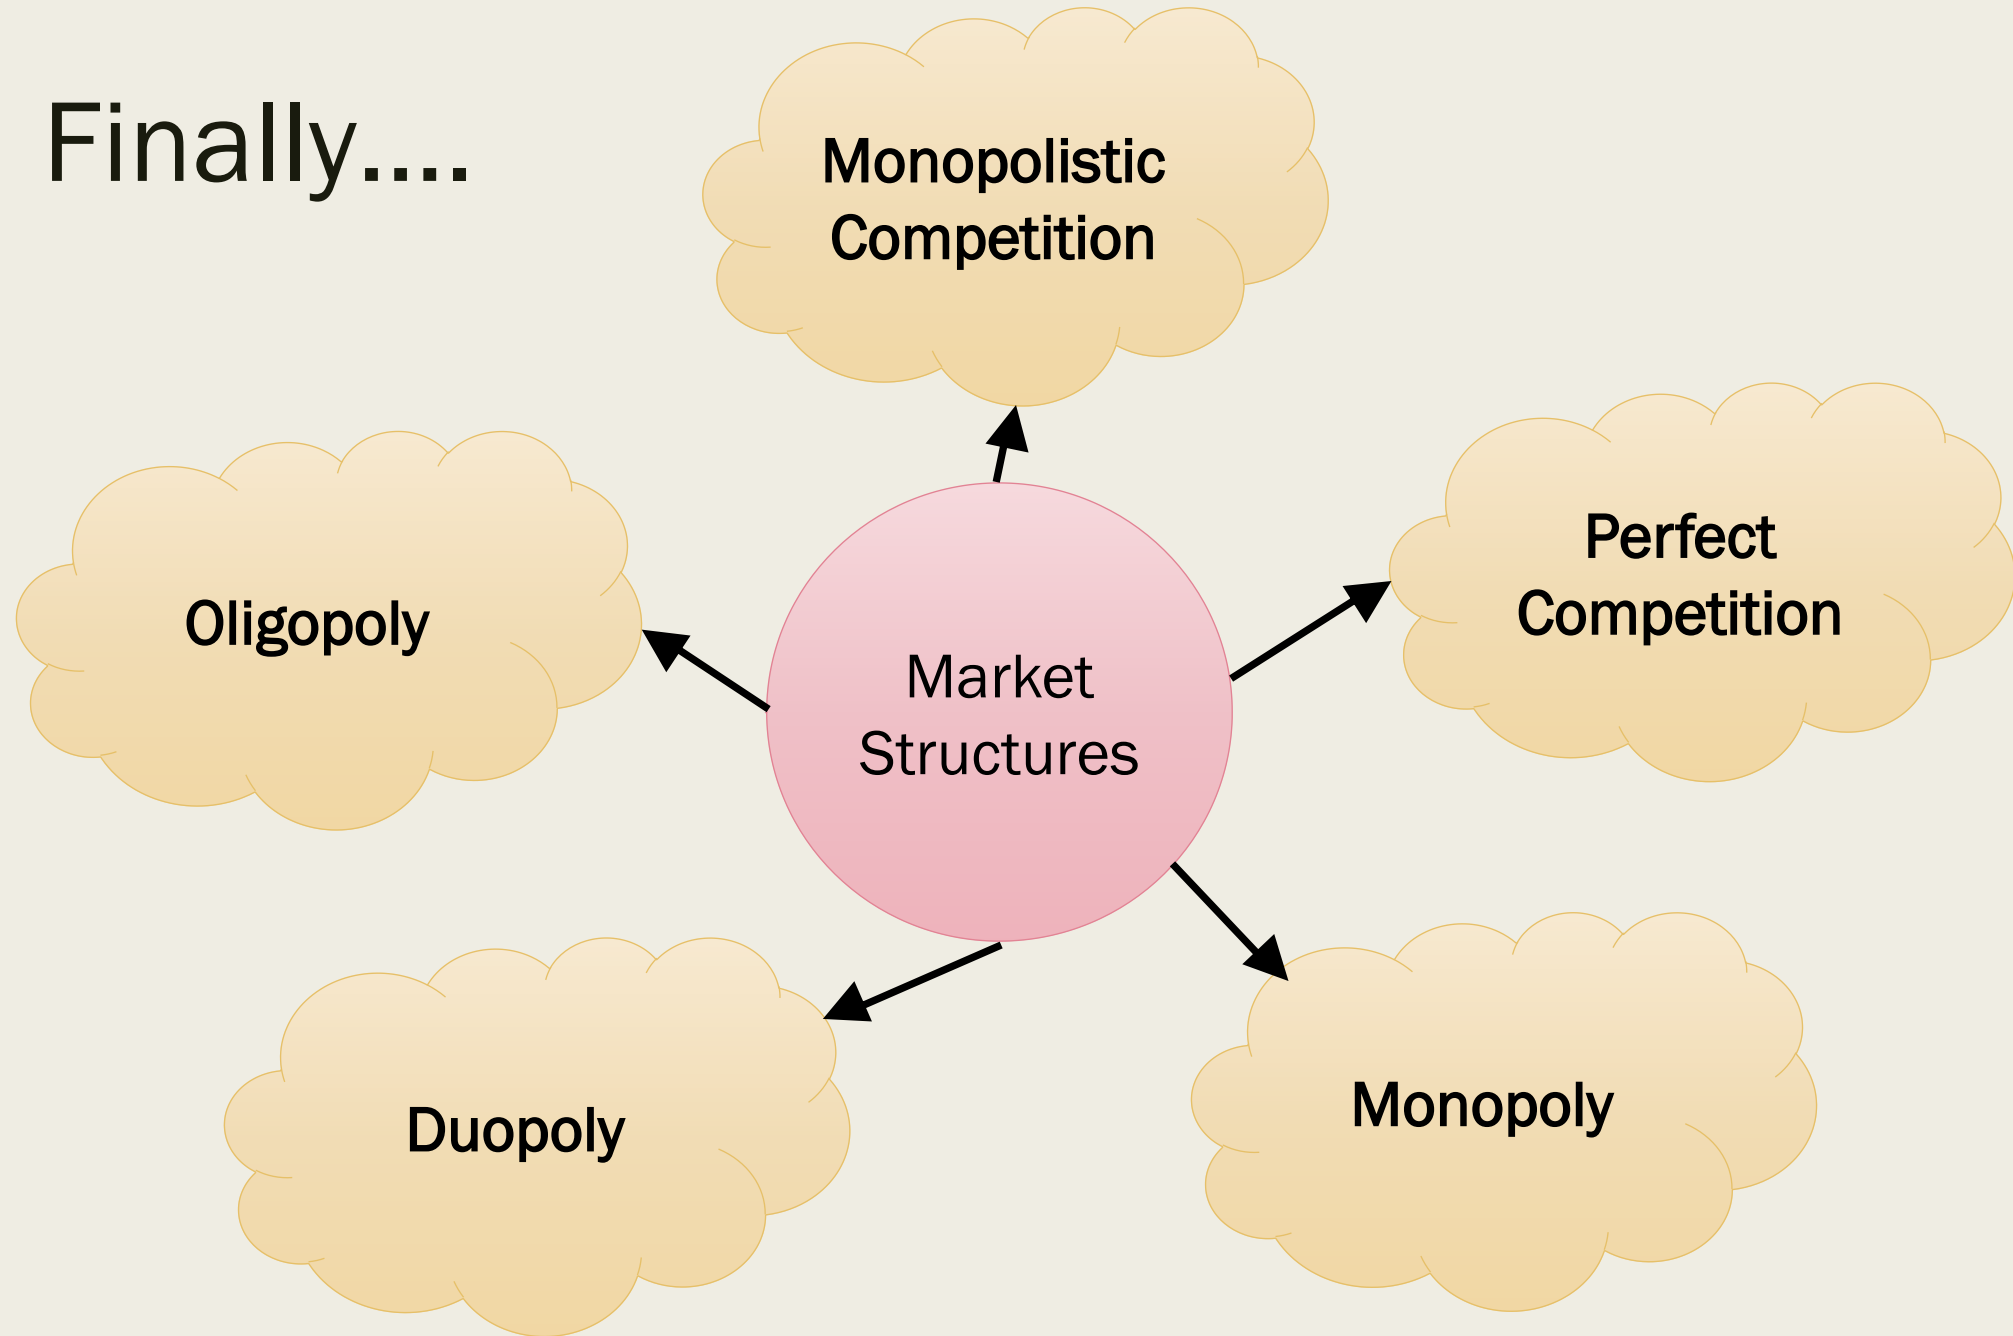 Finally....
Monopolistic
Competition
Perfect
Competition
Oligopoly
Market
Structures
Monopoly
Duopoly